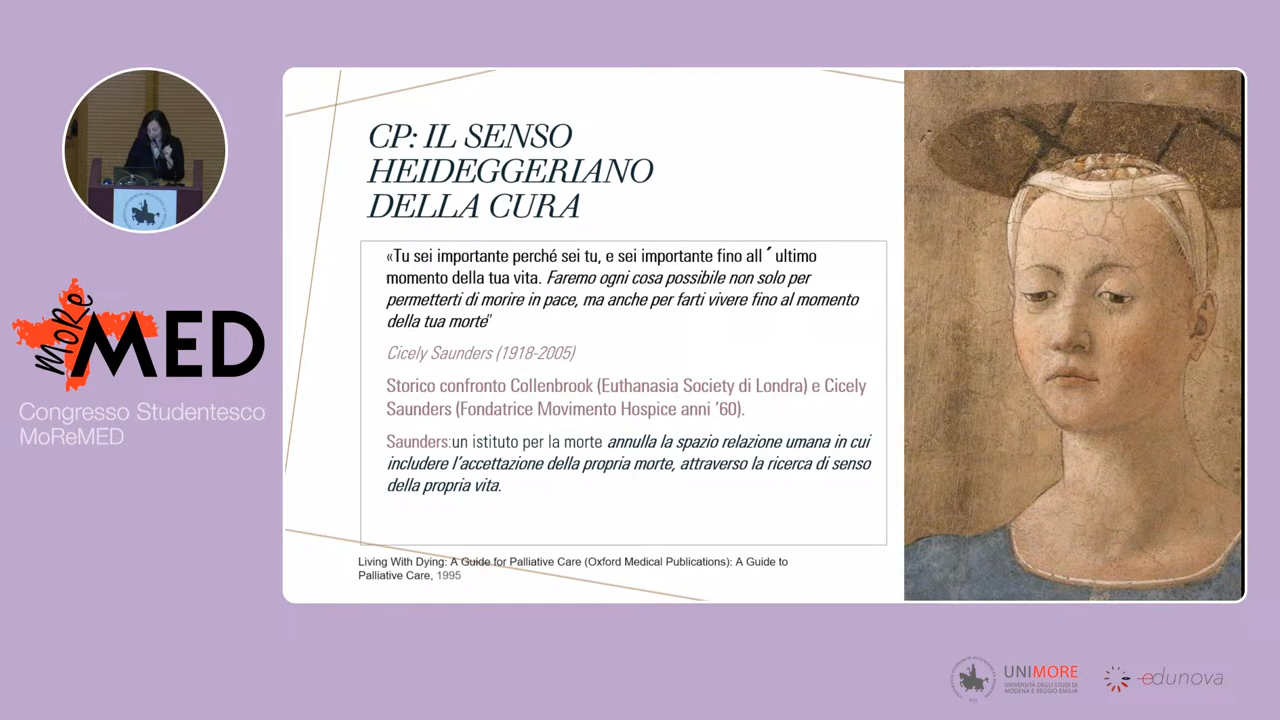 MoRe MED
Congresso Studentesco
MoReMED
CP: IL SENSO
HEIDEGGERIANO
DELLA CURA
«Tu sei importante perché sei tu, e sei importante fino all´ultimo
momento della tua vita. Faremo ogni cosa possibile non solo per
permetterti di morire in pace, ma anche per farti vivere fino al momento
della tua morte"
Cicely Saunders (1918-2005)
Storico confronto Collenbrook (Euthanasia Society di Londra) e Cicely
Saunders (Fondatrice Movimento Hospice anni ‘60).
Saunders:un istituto per la morte annulla la spazio relazione umana in cui
includere l’accettazione della propria morte, attraverso la ricerca di senso
della propria vita.
Living With Dying: A Guide for Palliative Care (Oxford Medical Publications): A Guide to
Palliative Care, 1995
UNIMORE
UNIVERSITÀ DEGLI STUDI DI
MODENA E REGGIO EMILIA
edunova